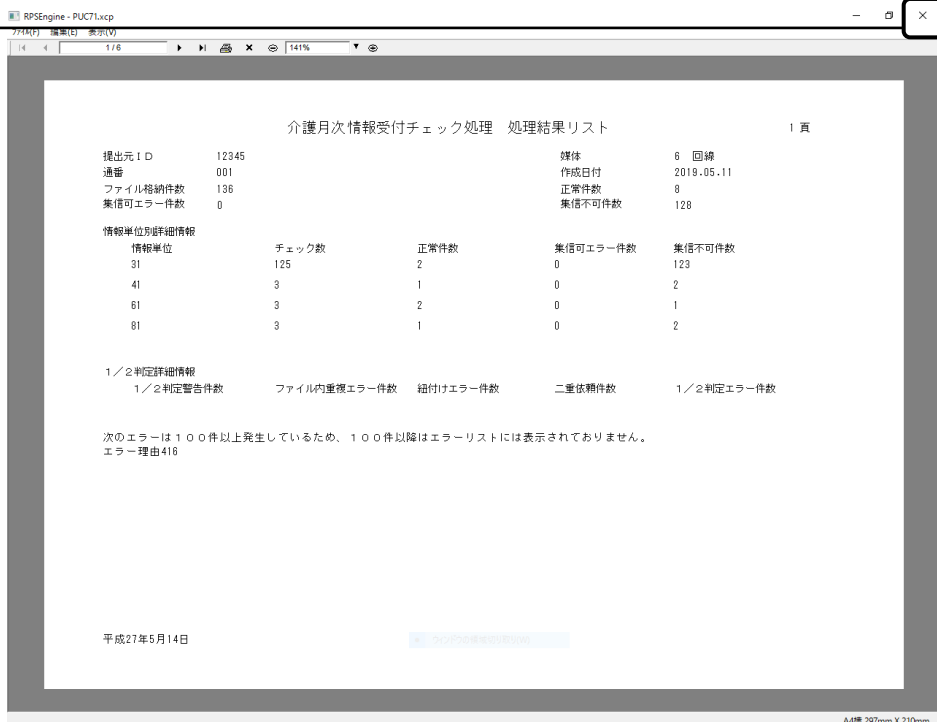 RPSEngine - PUC71.xcp
ﾌｧｲﾙ(F) 編集(E) 表示(V)
1 / 6 141%
介護月次情報受付チェック処理　処理結果リスト 1 頁
提出元ＩＤ 12345 媒体 6 回線
通番 001 作成日付 2019.05.11
ファイル格納件数 136 正常件数 8
集信可エラー件数 0 集信不可件数 128
情報単位別詳細情報
情報単位 チェック数 正常件数 集信可エラー件数 集信不可件数
31 125 2 0 123
41 3 1 0 2
61 3 2 0 1
81 3 1 0 2
１／２判定詳細情報
１／２判定警告件数 ファイル内重複エラー件数 紐付けエラー件数 二重依頼件数 １／２判定エラー件数
次のエラーは１００件以上発生しているため、１００件以降はエラーリストには表示されておりません。
エラー理由416
平成27年5月14日
A4横 297mm X 210mm